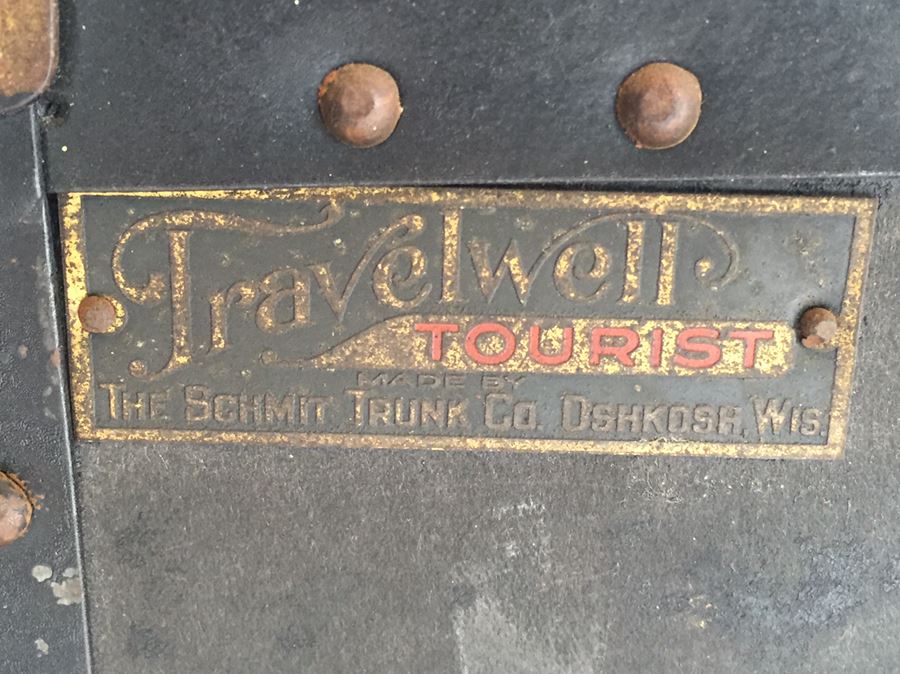 Travelwell
TOURIST
MADE BY
THE SCHMIT TRUNK CO. OSHKOSH, WIS.